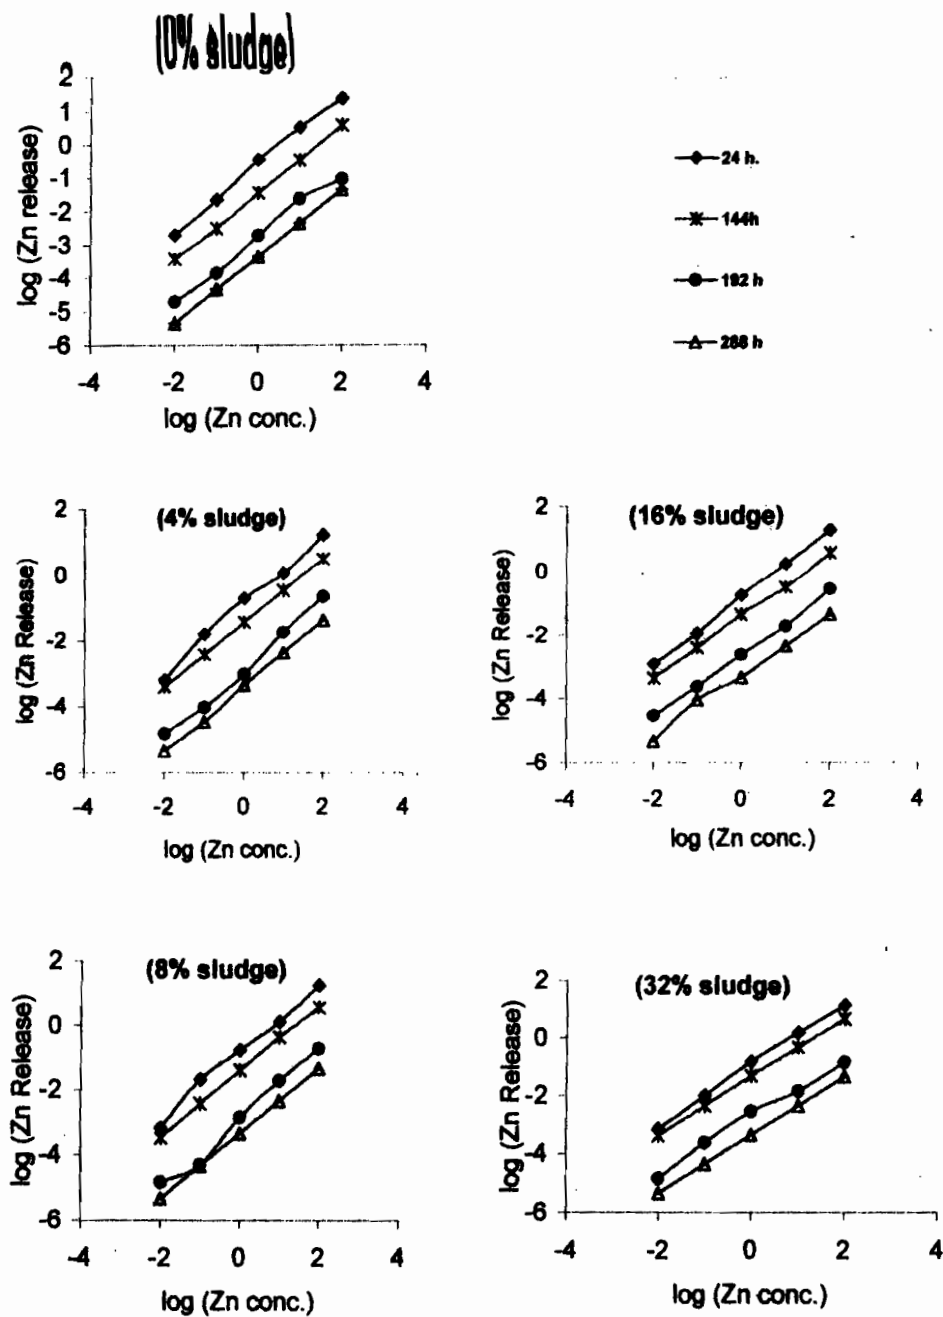 (0% sludge)
2
1
0
-1
-2
-3
-4
-5
-6
log (Zn release)
-4 -2 0 2 4
log (Zn conc.)
24 h.
144h
192 h
288 h
(4% sludge)
2
0
-2
-4
-6
log (Zn Release)
-4 -2 0 2 4
log (Zn conc.)
(16% sludge)
2
0
-2
-4
-6
log (Zn Release)
-4 -2 0 2 4
log (Zn conc.)
(8% sludge)
2
0
-2
-4
-6
log (Zn Release)
-4 -2 0 2 4
log (Zn conc.)
(32% sludge)
2
0
-2
-4
-6
log (Zn Release)
-4 -2 0 2 4
log (Zn conc.)